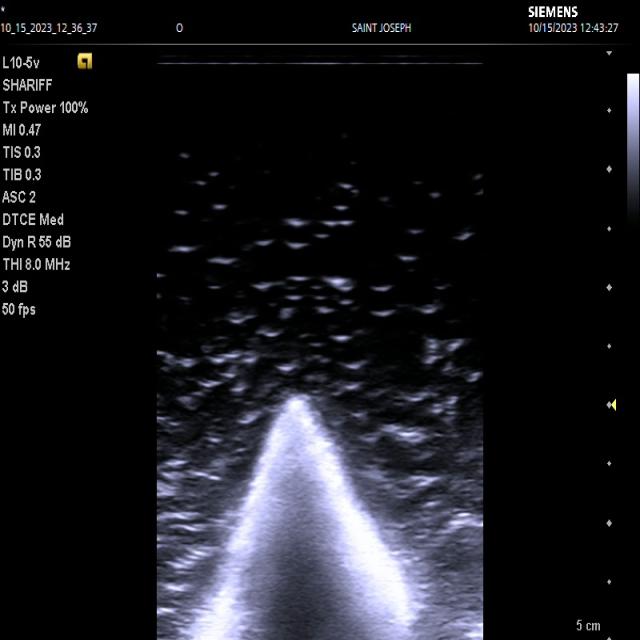 *
SIEMENS
10_15_2023_12_36_37 O SAINT JOSEPH 10/15/2023 12:43:27
L10-5v
SHARIFF
Tx Power 100%
MI 0.47
TIS 0.3
TIB 0.3
ASC 2
DTCE Med
Dyn R 55 dB
THI 8.0 MHz
3 dB
50 fps
5 cm